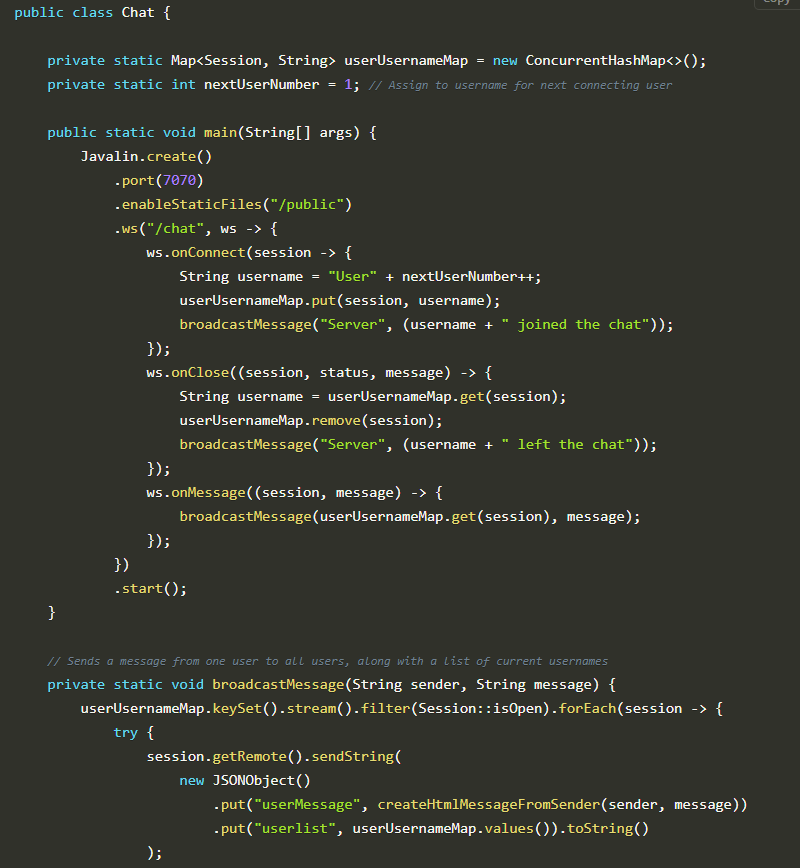 Copy
public class Chat {
private static Map<Session, String> userUsernameMap = new ConcurrentHashMap<>();
private static int nextUserNumber = 1; // Assign to username for next connecting user
public static void main(String[] args) {
Javalin.create()
.port(7070)
.enableStaticFiles("/public")
.ws("/chat", ws -> {
ws.onConnect(session -> {
String username = "User" + nextUserNumber++;
userUsernameMap.put(session, username);
broadcastMessage("Server", (username + " joined the chat"));
});
ws.onClose((session, status, message) -> {
String username = userUsernameMap.get(session);
userUsernameMap.remove(session);
broadcastMessage("Server", (username + " left the chat"));
});
ws.onMessage((session, message) -> {
broadcastMessage(userUsernameMap.get(session), message);
});
})
.start();
}
// Sends a message from one user to all users, along with a list of current usernames
private static void broadcastMessage(String sender, String message) {
userUsernameMap.keySet().stream().filter(Session::isOpen).forEach(session -> {
try {
session.getRemote().sendString(
new JSONObject()
.put("userMessage", createHtmlMessageFromSender(sender, message))
.put("userlist", userUsernameMap.values()).toString()
);